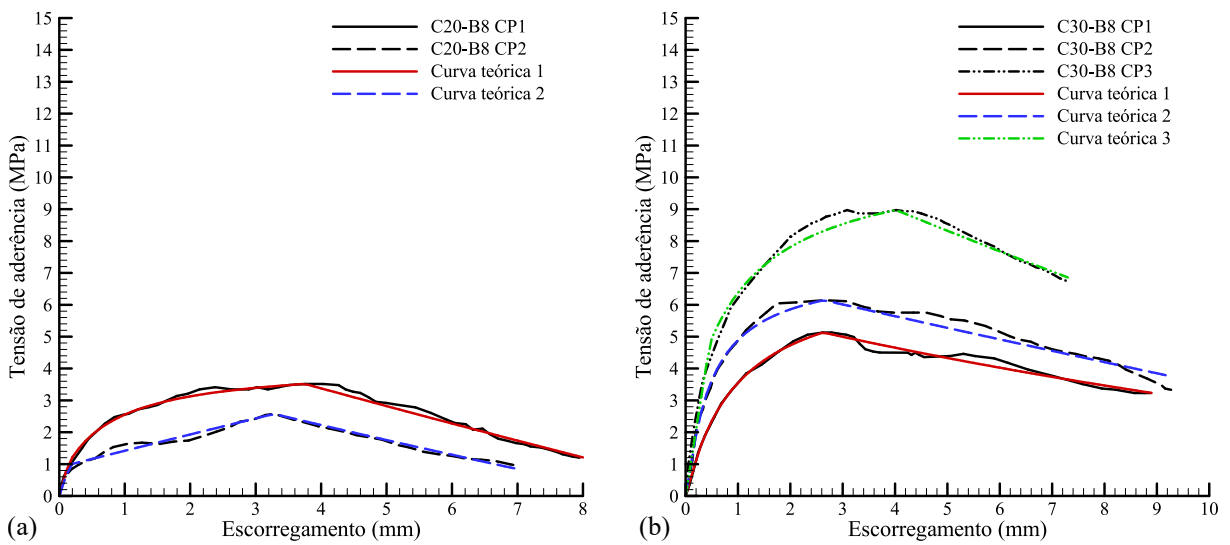 15
14
13
12
11
10
9
8
7
6
5
4
3
2
1
0
Tensão de aderência (MPa)
C20-B8 CP1
C20-B8 CP2
Curva teórica 1
Curva teórica 2
0 1 2 3 4 5 6 7 8
Escorregamento (mm)
(a)
15
14
13
12
11
10
9
8
7
6
5
4
3
2
1
0
Tensão de aderência (MPa)
C30-B8 CP1
C30-B8 CP2
C30-B8 CP3
Curva teórica 1
Curva teórica 2
Curva teórica 3
0 1 2 3 4 5 6 7 8 9 10
Escorregamento (mm)
(b)